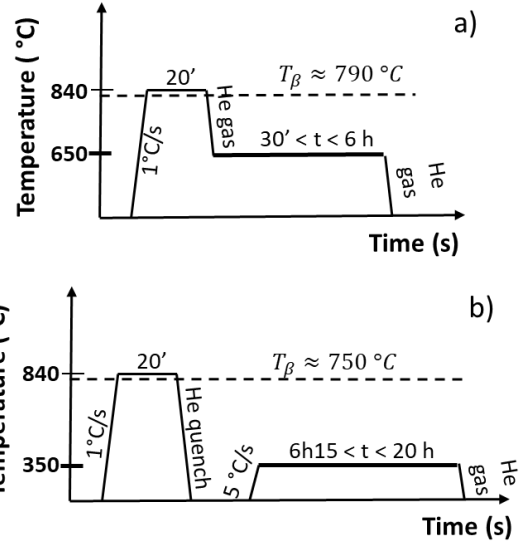 a)
Temperature ( °C)
20’
T_β ≈ 790 °C
840
1°C/s
He gas
30’ < t < 6 h
650
He
gas
Time (s)
b)
Temperature (°C)
20’
T_β ≈ 750 °C
840
1°C/s
He quench
5 °C/s
6h15 < t < 20 h
350
He
gas
Time (s)